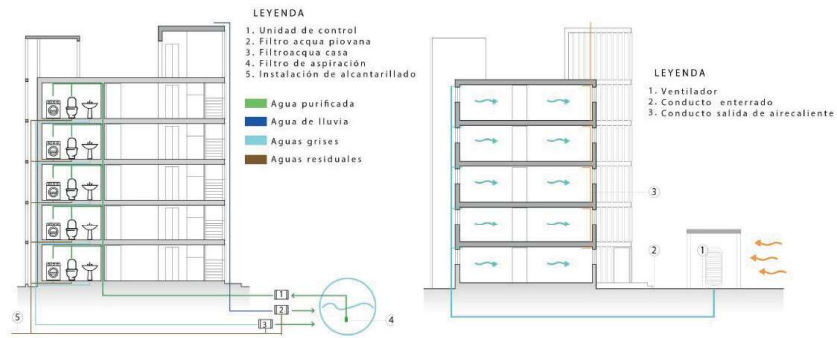 LEYENDA
1. Unidad de control
2. Filtro acqua piovana
3. Filtroacqua casa
4. Filtro de aspiración
5. Instalación de alcantarillado
Agua purificada
Agua de lluvia
Aguas grises
Aguas residuales
1
2
3
4
5
LEYENDA
1. Ventilador
2. Conducto enterrado
3. Conducto salida de airecaliente
3
2
1